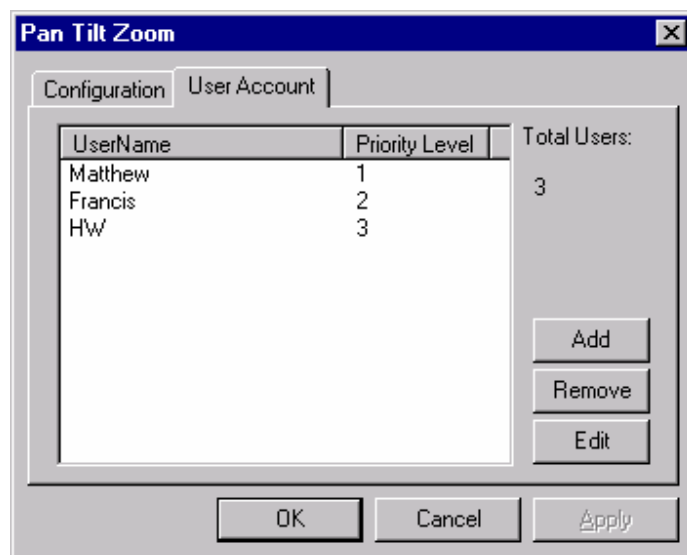 Pan Tilt Zoom
Configuration
User Account
UserName Priority Level
Total Users:
Matthew 1
Francis 2
HW 3
3
Add
Remove
Edit
OK
Cancel
Apply